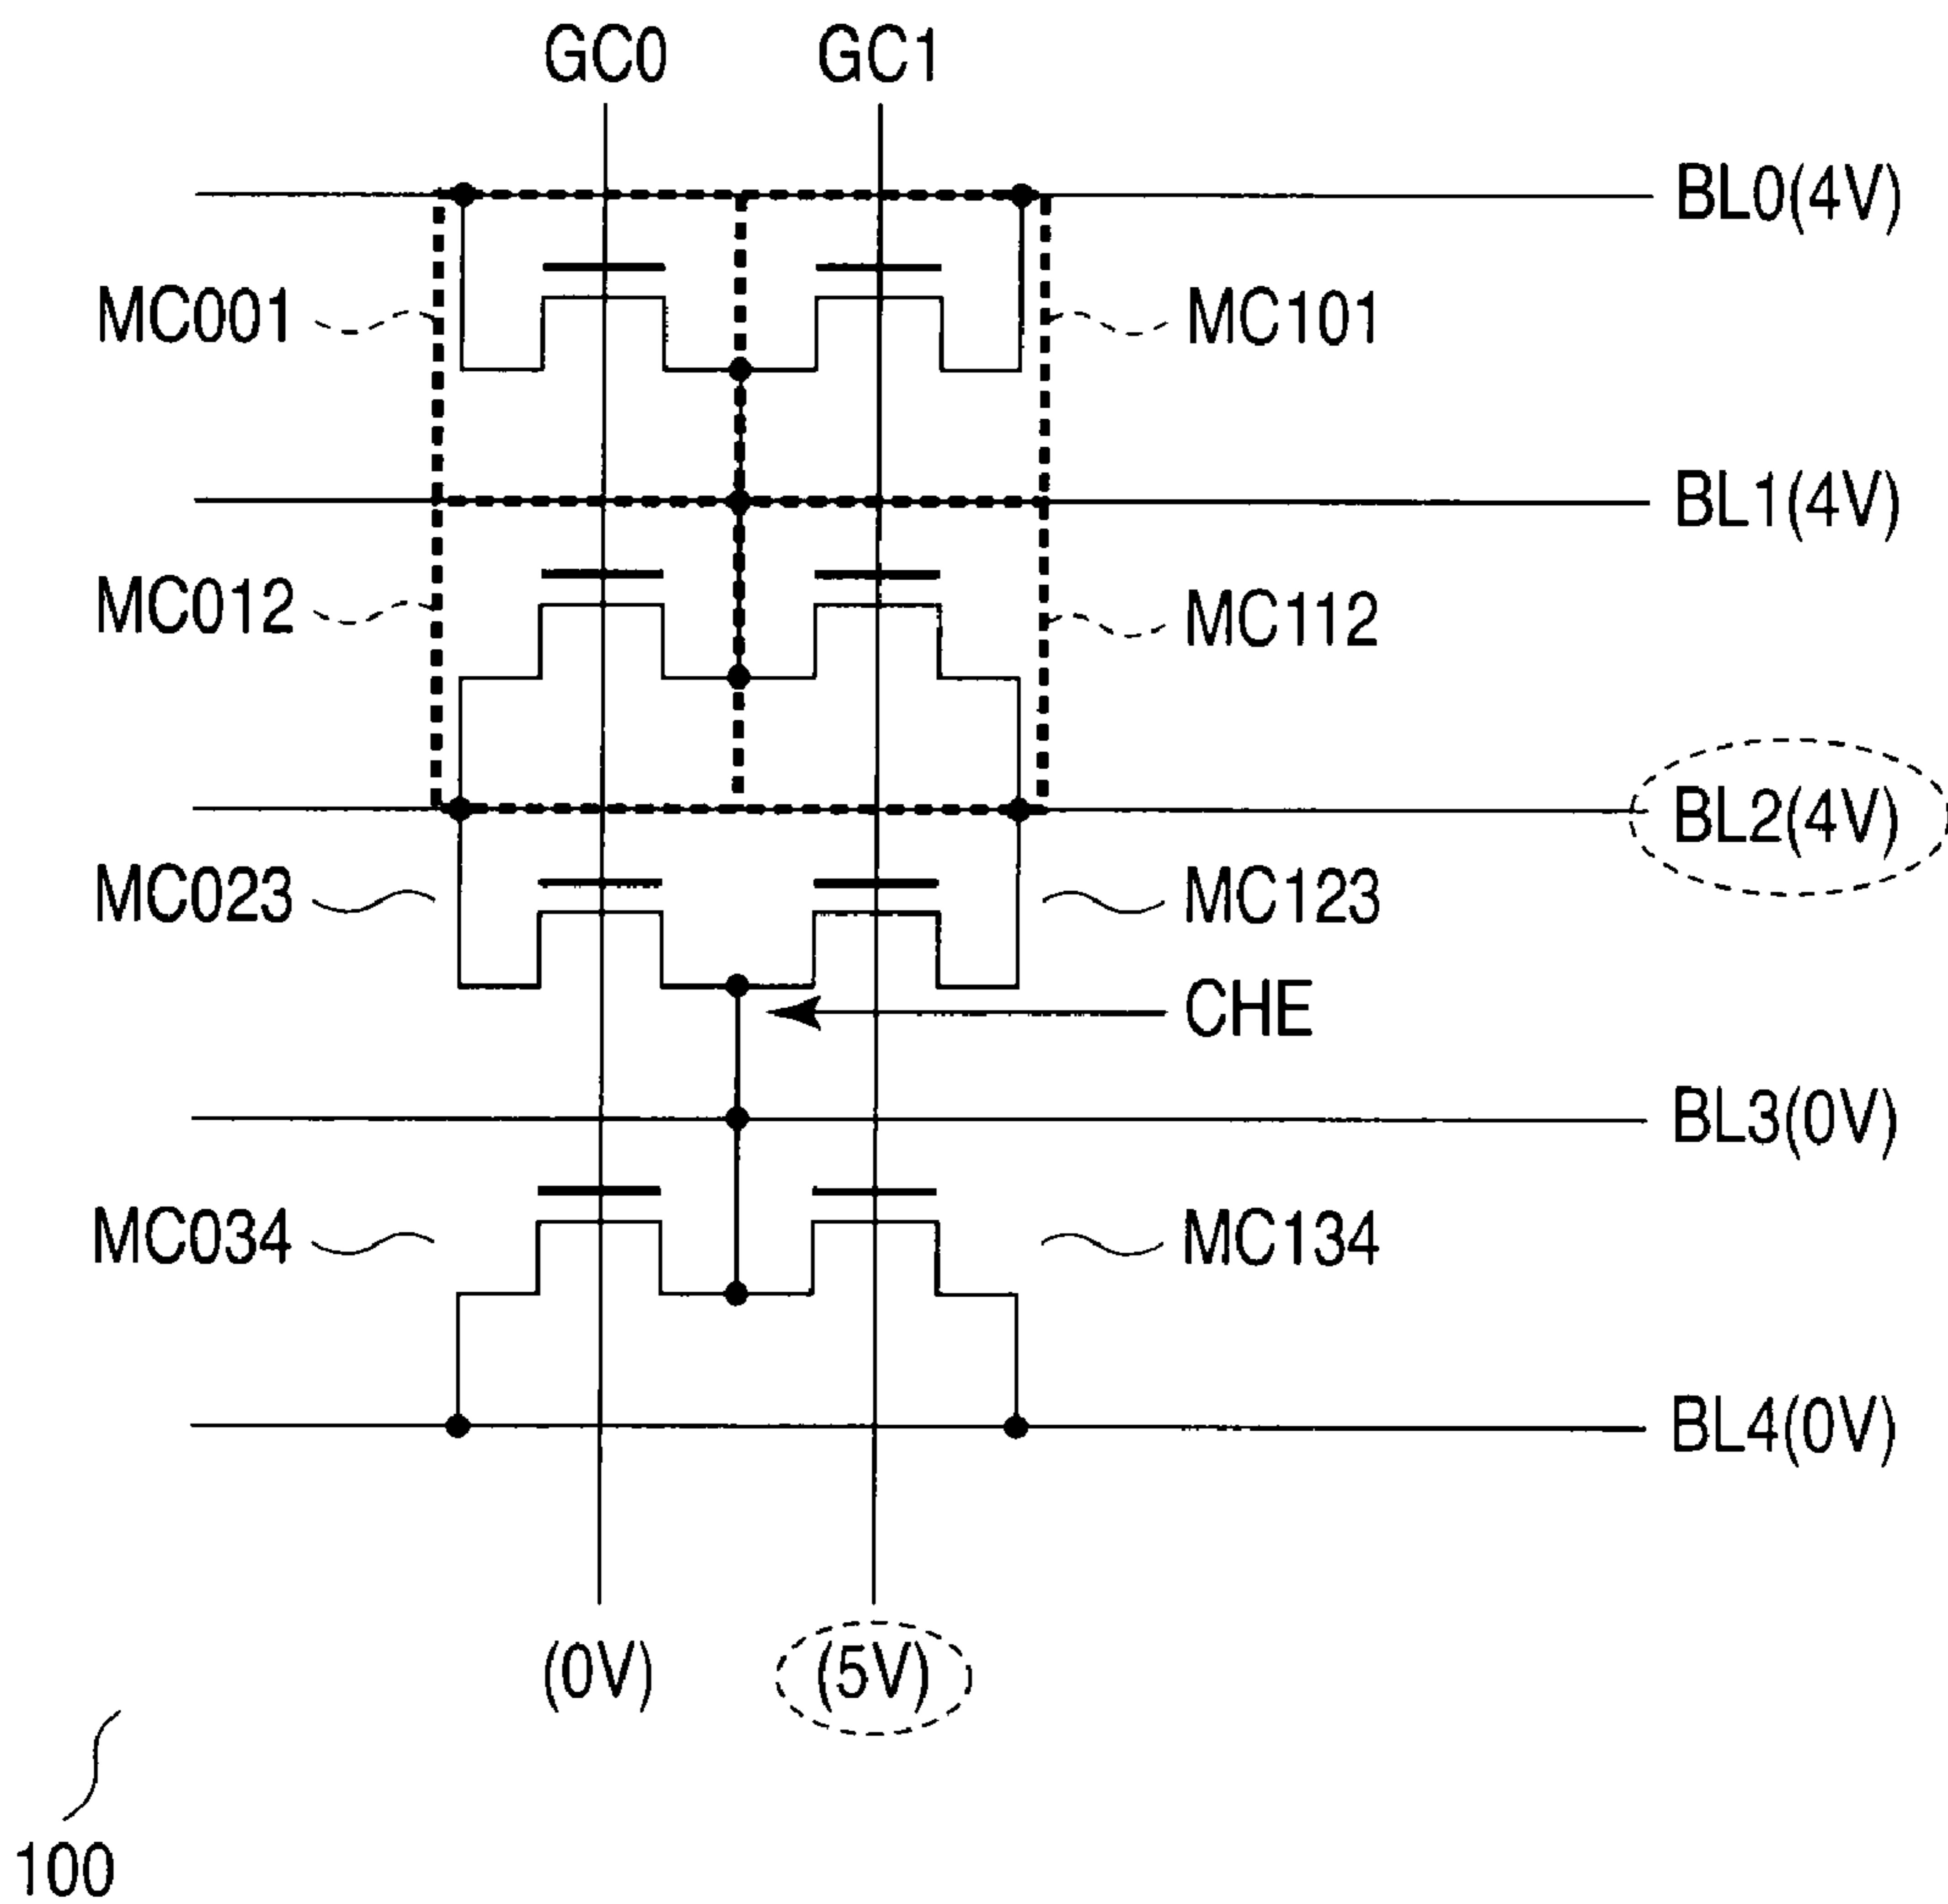 GC0 GC1
BL0(4V)
MC001 MC101
BL1(4V)
MC012 MC112
BL2(4V)
MC023 MC123
CHE
BL3(0V)
MC034 MC134
BL4(0V)
(0V) (5V)
100